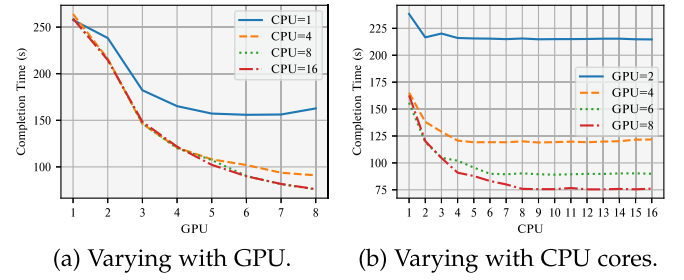 Completion Time (s)
250
200
150
100
1 2 3 4 5 6 7 8
GPU
CPU=1
CPU=4
CPU=8
CPU=16
(a) Varying with GPU.
Completion Time (s)
225
200
175
150
125
100
75
1 2 3 4 5 6 7 8 9 10 11 12 13 14 15 16
CPU
GPU=2
GPU=4
GPU=6
GPU=8
(b) Varying with CPU cores.